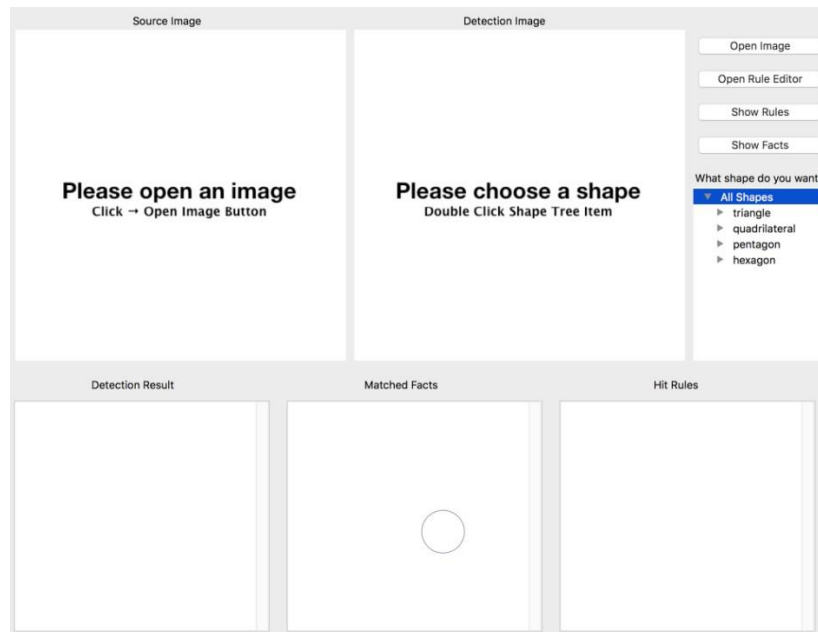 Source Image
Detection Image
Open Image
Open Rule Editor
Show Rules
Show Facts
Please open an image
Click → Open Image Button
Please choose a shape
Double Click Shape Tree Item
What shape do you want
All Shapes
triangle
quadrilateral
pentagon
hexagon
Detection Result
Matched Facts
Hit Rules